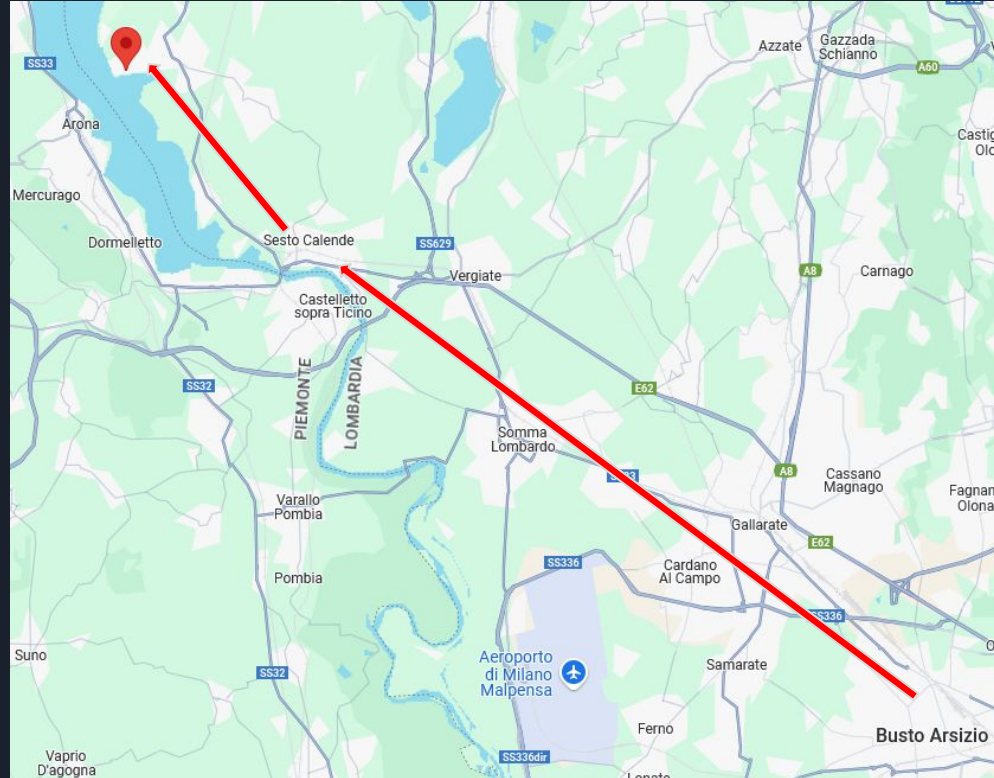 Azzate
Gazzada
Schianno
A60
SS33
Arona
Castig
Olo
Mercurago
Dormelletto
Sesto Calende
SS629
Vergiate
A8
Carnago
Castelletto
sopra Ticino
PIEMONTE
LOMBARDIA
SS32
E62
Somma
Lombardo
A8
Cassano
Magnago
Fagnan
Olona
Varallo
Pombia
Gallarate
E62
SS336
Cardano
Al Campo
Pombia
SS336
Suno
SS32
Aeroporto
di Milano
Malpensa
Samarate
Ferno
Busto Arsizio
Vaprio
D'agogna
SS336dir